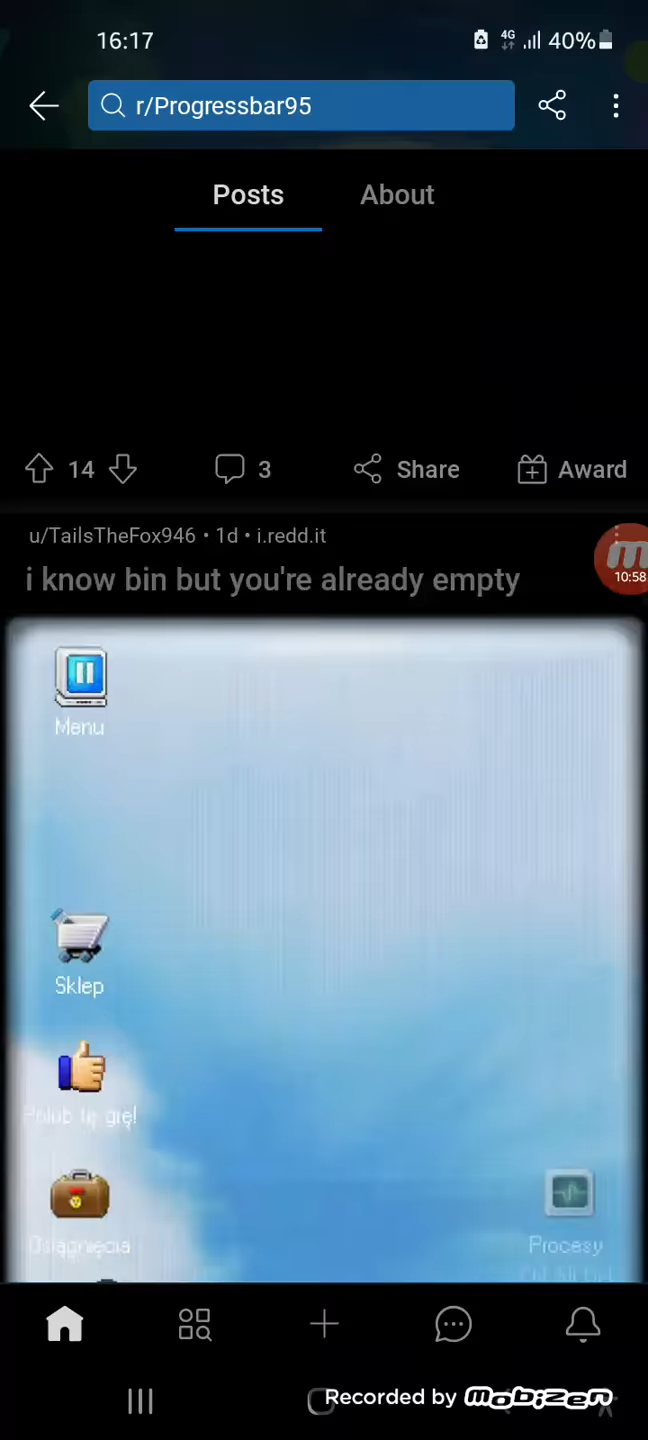 16:17
4G
40%
r/Progressbar95
Posts
About
14
3
Share
Award
u/TailsTheFox946 • 1d • i.redd.it
i know bin but you're already empty
10:58
Menu
Sklep
Polub tę grę!
Osiągnięcia
Procesy
Recorded by mobizen